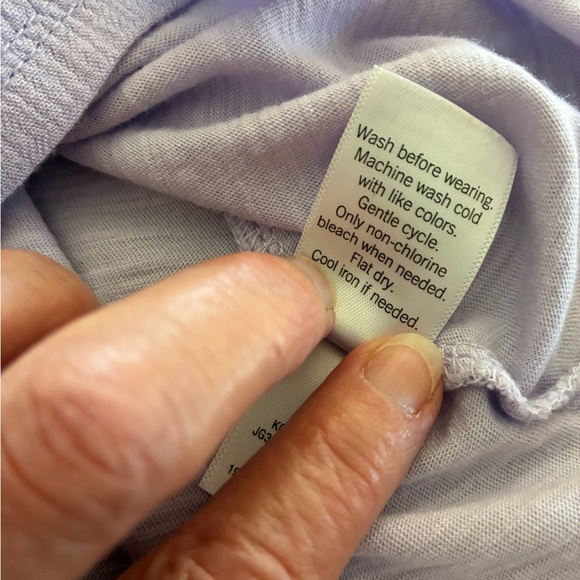 Wash before wearing.
Machine wash cold
with like colors.
Gentle cycle.
Only non-chlorine
bleach when needed.
Flat dry.
Cool iron if needed.